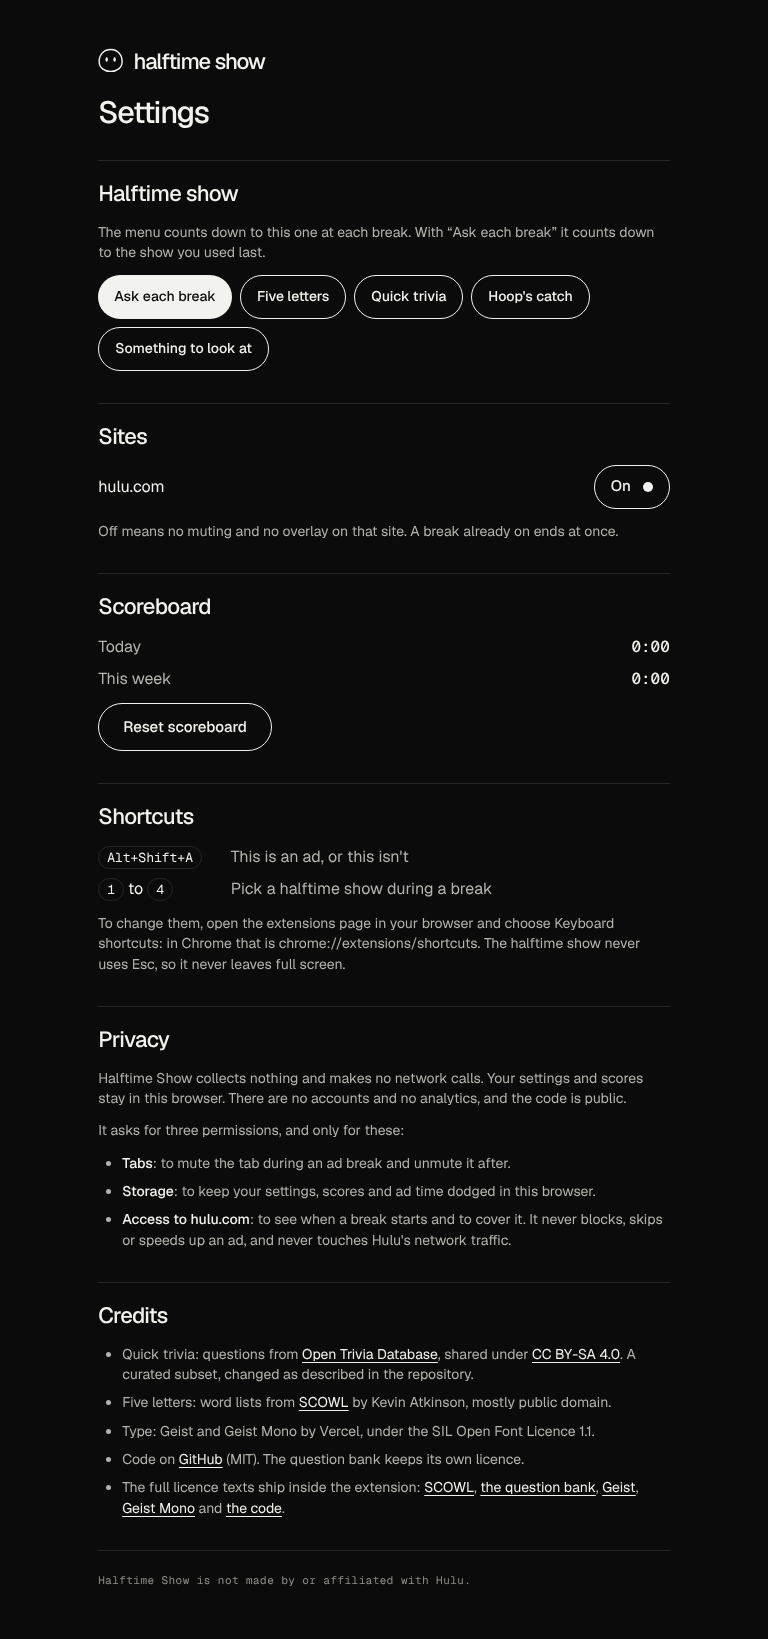 halftime show
Settings
Halftime show
The menu counts down to this one at each break. With “Ask each break” it counts down
to the show you used last.
Ask each break Five letters Quick trivia Hoop's catch
Something to look at
Sites
hulu.com On
Off means no muting and no overlay on that site. A break already on ends at once.
Scoreboard
Today 0:00
This week 0:00
Reset scoreboard
Shortcuts
Alt+Shift+A This is an ad, or this isn't
1 to 4 Pick a halftime show during a break
To change them, open the extensions page in your browser and choose Keyboard
shortcuts: in Chrome that is chrome://extensions/shortcuts. The halftime show never
uses Esc, so it never leaves full screen.
Privacy
Halftime Show collects nothing and makes no network calls. Your settings and scores
stay in this browser. There are no accounts and no analytics, and the code is public.
It asks for three permissions, and only for these:
Tabs: to mute the tab during an ad break and unmute it after.
Storage: to keep your settings, scores and ad time dodged in this browser.
Access to hulu.com: to see when a break starts and to cover it. It never blocks, skips
or speeds up an ad, and never touches Hulu's network traffic.
Credits
Quick trivia: questions from Open Trivia Database, shared under CC BY-SA 4.0. A
curated subset, changed as described in the repository.
Five letters: word lists from SCOWL by Kevin Atkinson, mostly public domain.
Type: Geist and Geist Mono by Vercel, under the SIL Open Font Licence 1.1.
Code on GitHub (MIT). The question bank keeps its own licence.
The full licence texts ship inside the extension: SCOWL, the question bank, Geist,
Geist Mono and the code.
Halftime Show is not made by or affiliated with Hulu.